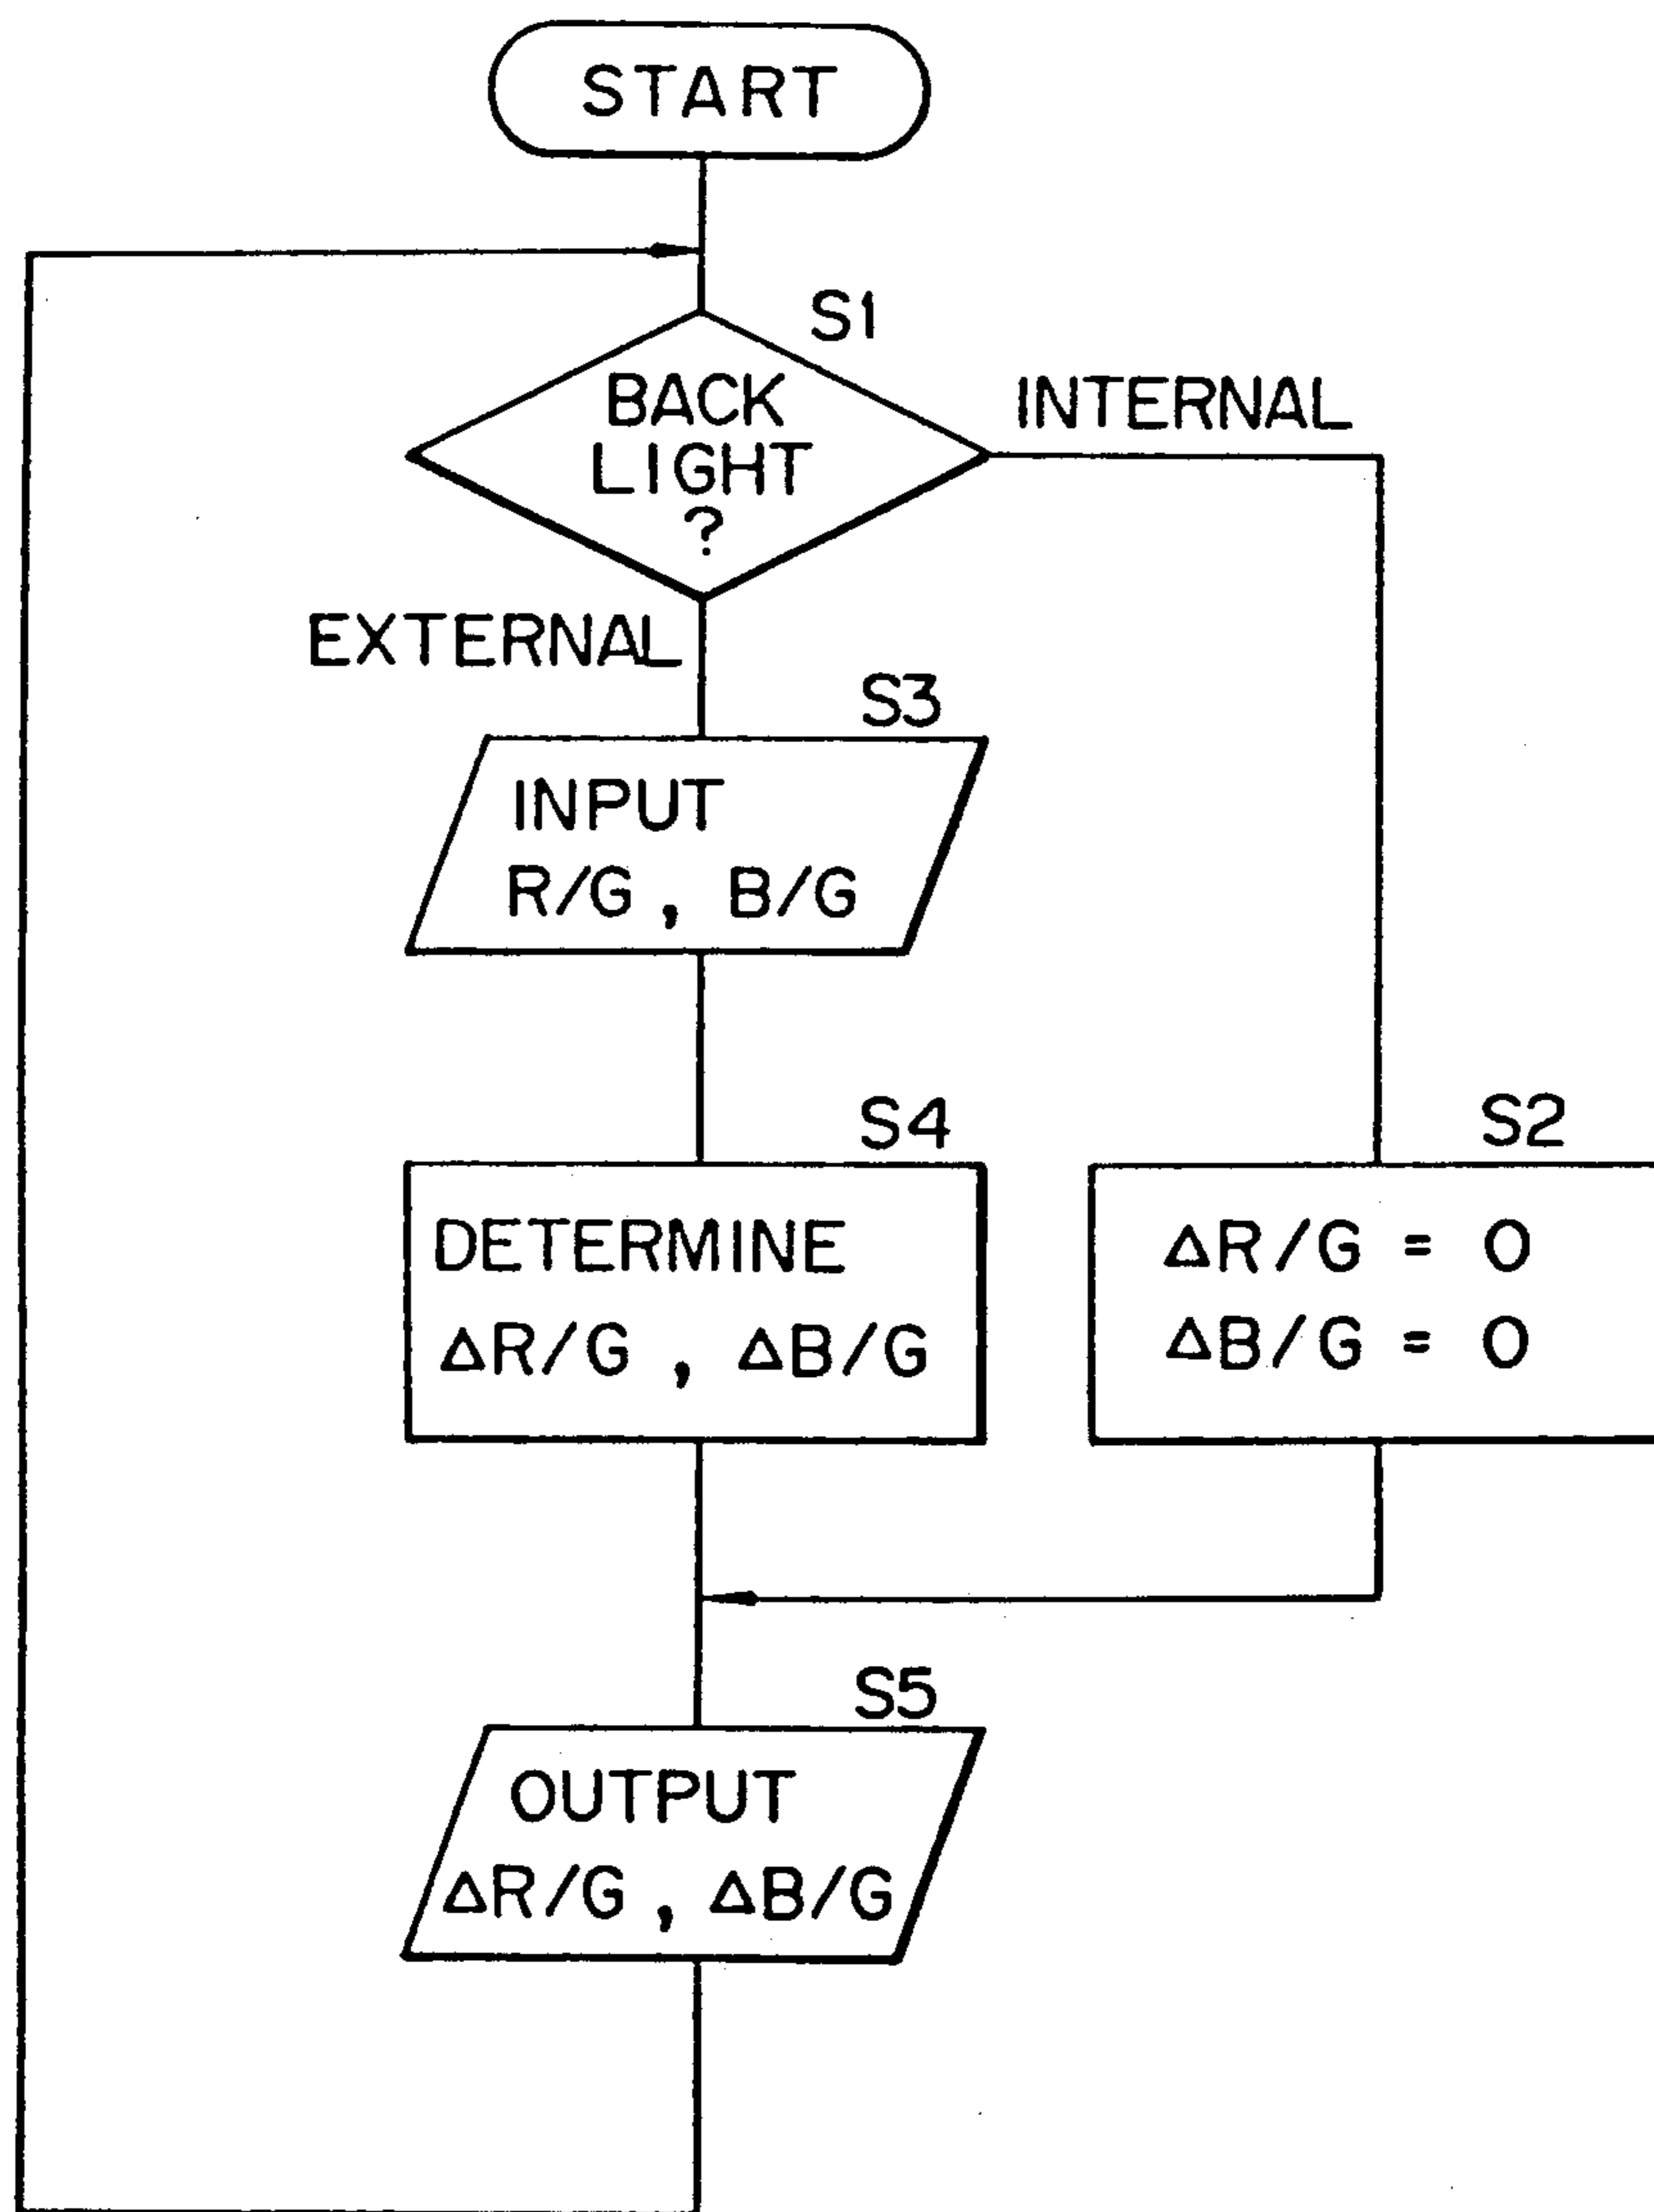 START
S1
BACK
LIGHT
?
INTERNAL
EXTERNAL
S3
INPUT
R/G , B/G
S4
DETERMINE
ΔR/G , ΔB/G
S2
ΔR/G = 0
ΔB/G = 0
S5
OUTPUT
ΔR/G , ΔB/G